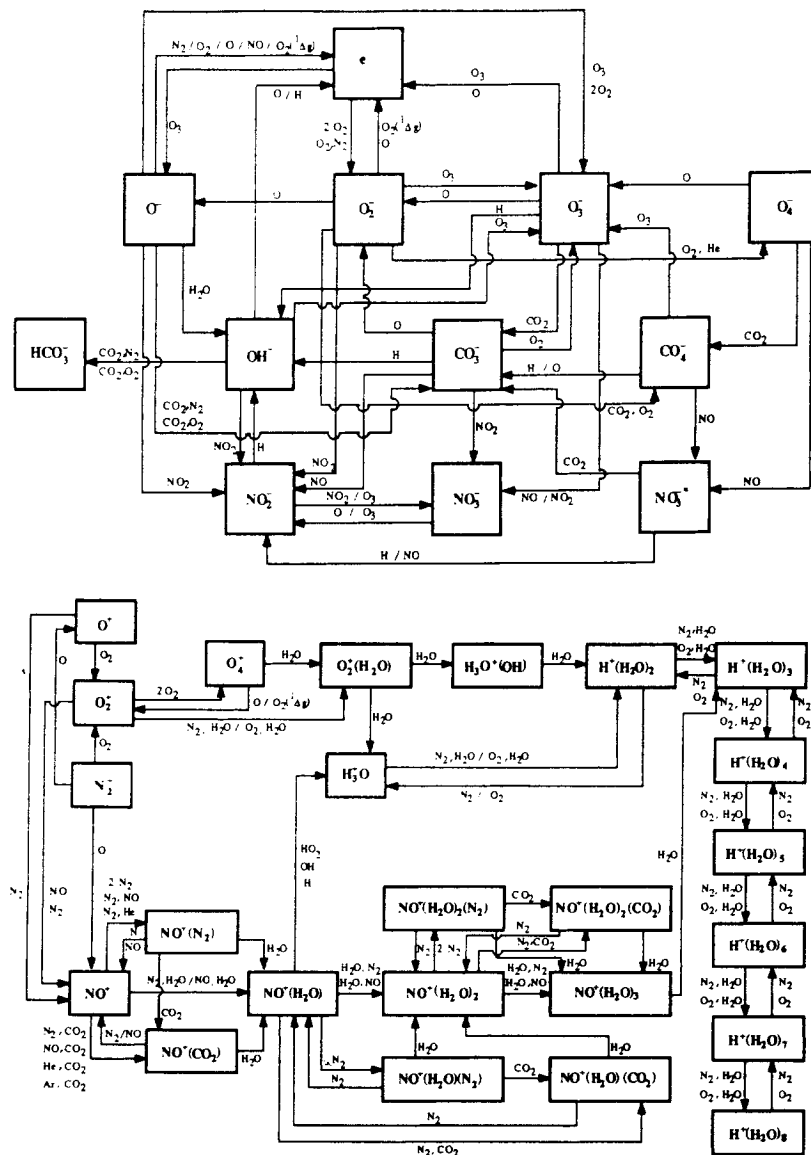 N₂ / O₂ / O / NO / O₂(¹Δg)
e
O₃
O
O₃
2O₂
O / H
O₃
2 O₂
O₂,N₂
O₂(¹Δg)
O
O⁻
O
O₂⁻
O₃
O
O₃⁻
O
O₄⁻
H
O₃
O₃
O₂, He
H₂O
HCO₃⁻
CO₂,N₂
CO₂,O₂
OH⁻
O
H
CO₃⁻
CO₂
O₂
H / O
CO₄⁻
CO₂
CO₂,N₂
CO₂,O₂
CO₂, O₂
NO₂
H
NO₂
NO₂
NO
CO₂
NO
NO₂
NO₂⁻
NO
NO₂ / O₃
O / O₃
NO₃⁻
NO / NO₂
NO₃⁻*
NO
H / NO
O⁺
O
O₂
O₄⁺
H₂O
O₂⁺(H₂O)
H₂O
H₃O⁺(OH)
H₂O
H⁺(H₂O)₂
N₂,H₂O
O₂,H₂O
N₂
O₂
H⁺(H₂O)₃
O₂⁺
2O₂
O / O₂(¹Δg)
N₂, H₂O / O₂, H₂O
H₂O
N₂, H₂O
O₂, H₂O
N₂
O₂
O₂
N₂
H₃O
N₂,H₂O / O₂,H₂O
N₂ / O₂
H⁺(H₂O)₄
N₂, H₂O
O₂, H₂O
N₂
O₂
O
HO₂
OH
H
H₂O
H⁺(H₂O)₅
N₂
NO
N₂
2 N₂
N₂, NO
N₂, He
N
NO
NO⁺(N₂)
H₂O
NO⁺(H₂O)₂(N₂)
CO₂
NO⁺(H₂O)₂(CO₂)
N₂
N₂
N₂
N₂,CO₂
H₂O
H₂O
N₂, H₂O
O₂, H₂O
N₂
O₂
H⁺(H₂O)₆
NO⁺
N₂,H₂O/NO,H₂O
CO₂
NO⁺(H₂O)
H₂O, N₂
H₂O,NO
NO⁺(H₂O)₂
H₂O, N₂
H₂O,NO
NO⁺(H₂O)₃
N₂, H₂O
O₂, H₂O
N₂
O₂
N₂, CO₂
NO, CO₂
He, CO₂
Ar, CO₂
N₂/NO
NO⁺(CO₂)
H₂O
N₂
N₂
H₂O
NO⁺(H₂O)(N₂)
CO₂
H₂O
NO⁺(H₂O)(CO₂)
H⁺(H₂O)₇
N₂, H₂O
O₂, H₂O
N₂
O₂
N₂
N₂,CO₂
H⁺(H₂O)₈